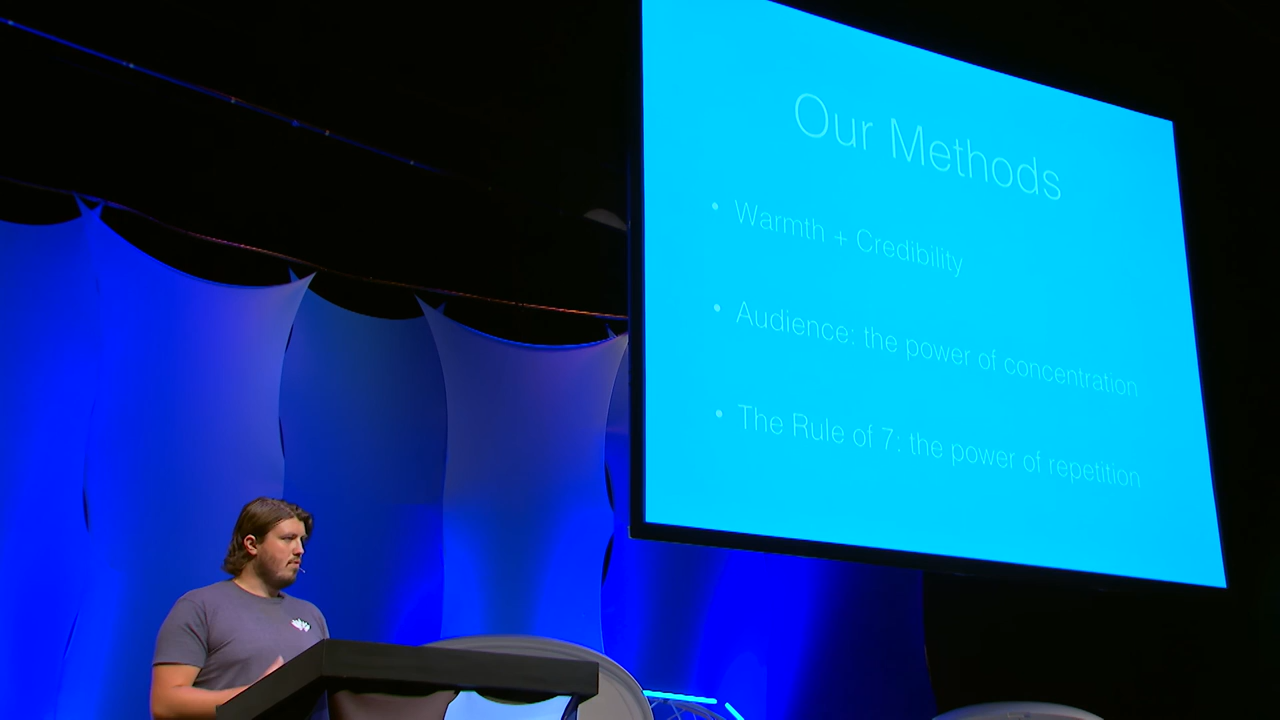 Our Methods
• Warmth + Credibility
• Audience: the power of concentration
• The Rule of 7: the power of repetition